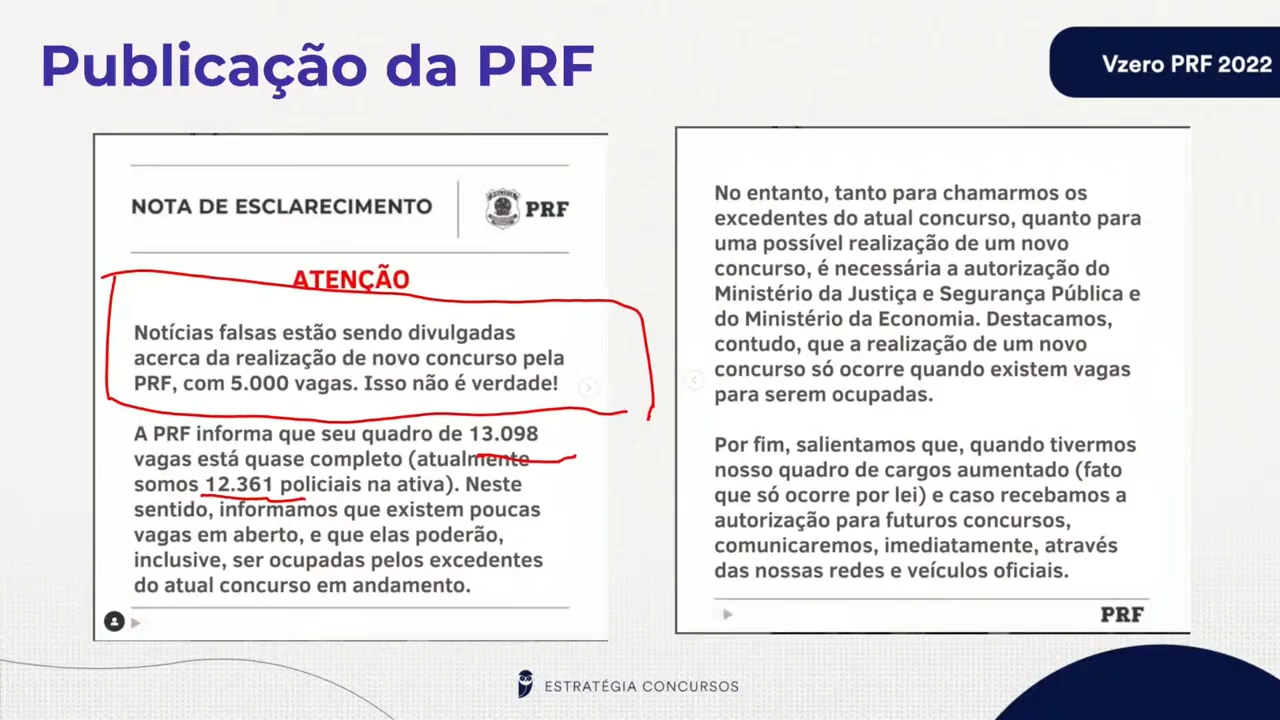 Publicação da PRF
Vzero PRF 2022
NOTA DE ESCLARECIMENTO
PRF
ATENÇÃO
Notícias falsas estão sendo divulgadas
acerca da realização de novo concurso pela
PRF, com 5.000 vagas. Isso não é verdade!
A PRF informa que seu quadro de 13.098
vagas está quase completo (atualmente
somos 12.361 policiais na ativa). Neste
sentido, informamos que existem poucas
vagas em aberto, e que elas poderão,
inclusive, ser ocupadas pelos excedentes
do atual concurso em andamento.
No entanto, tanto para chamarmos os
excedentes do atual concurso, quanto para
uma possível realização de um novo
concurso, é necessária a autorização do
Ministério da Justiça e Segurança Pública e
do Ministério da Economia. Destacamos,
contudo, que a realização de um novo
concurso só ocorre quando existem vagas
para serem ocupadas.
Por fim, salientamos que, quando tivermos
nosso quadro de cargos aumentado (fato
que só ocorre por lei) e caso recebamos a
autorização para futuros concursos,
comunicaremos, imediatamente, através
das nossas redes e veículos oficiais.
PRF
ESTRATÉGIA CONCURSOS